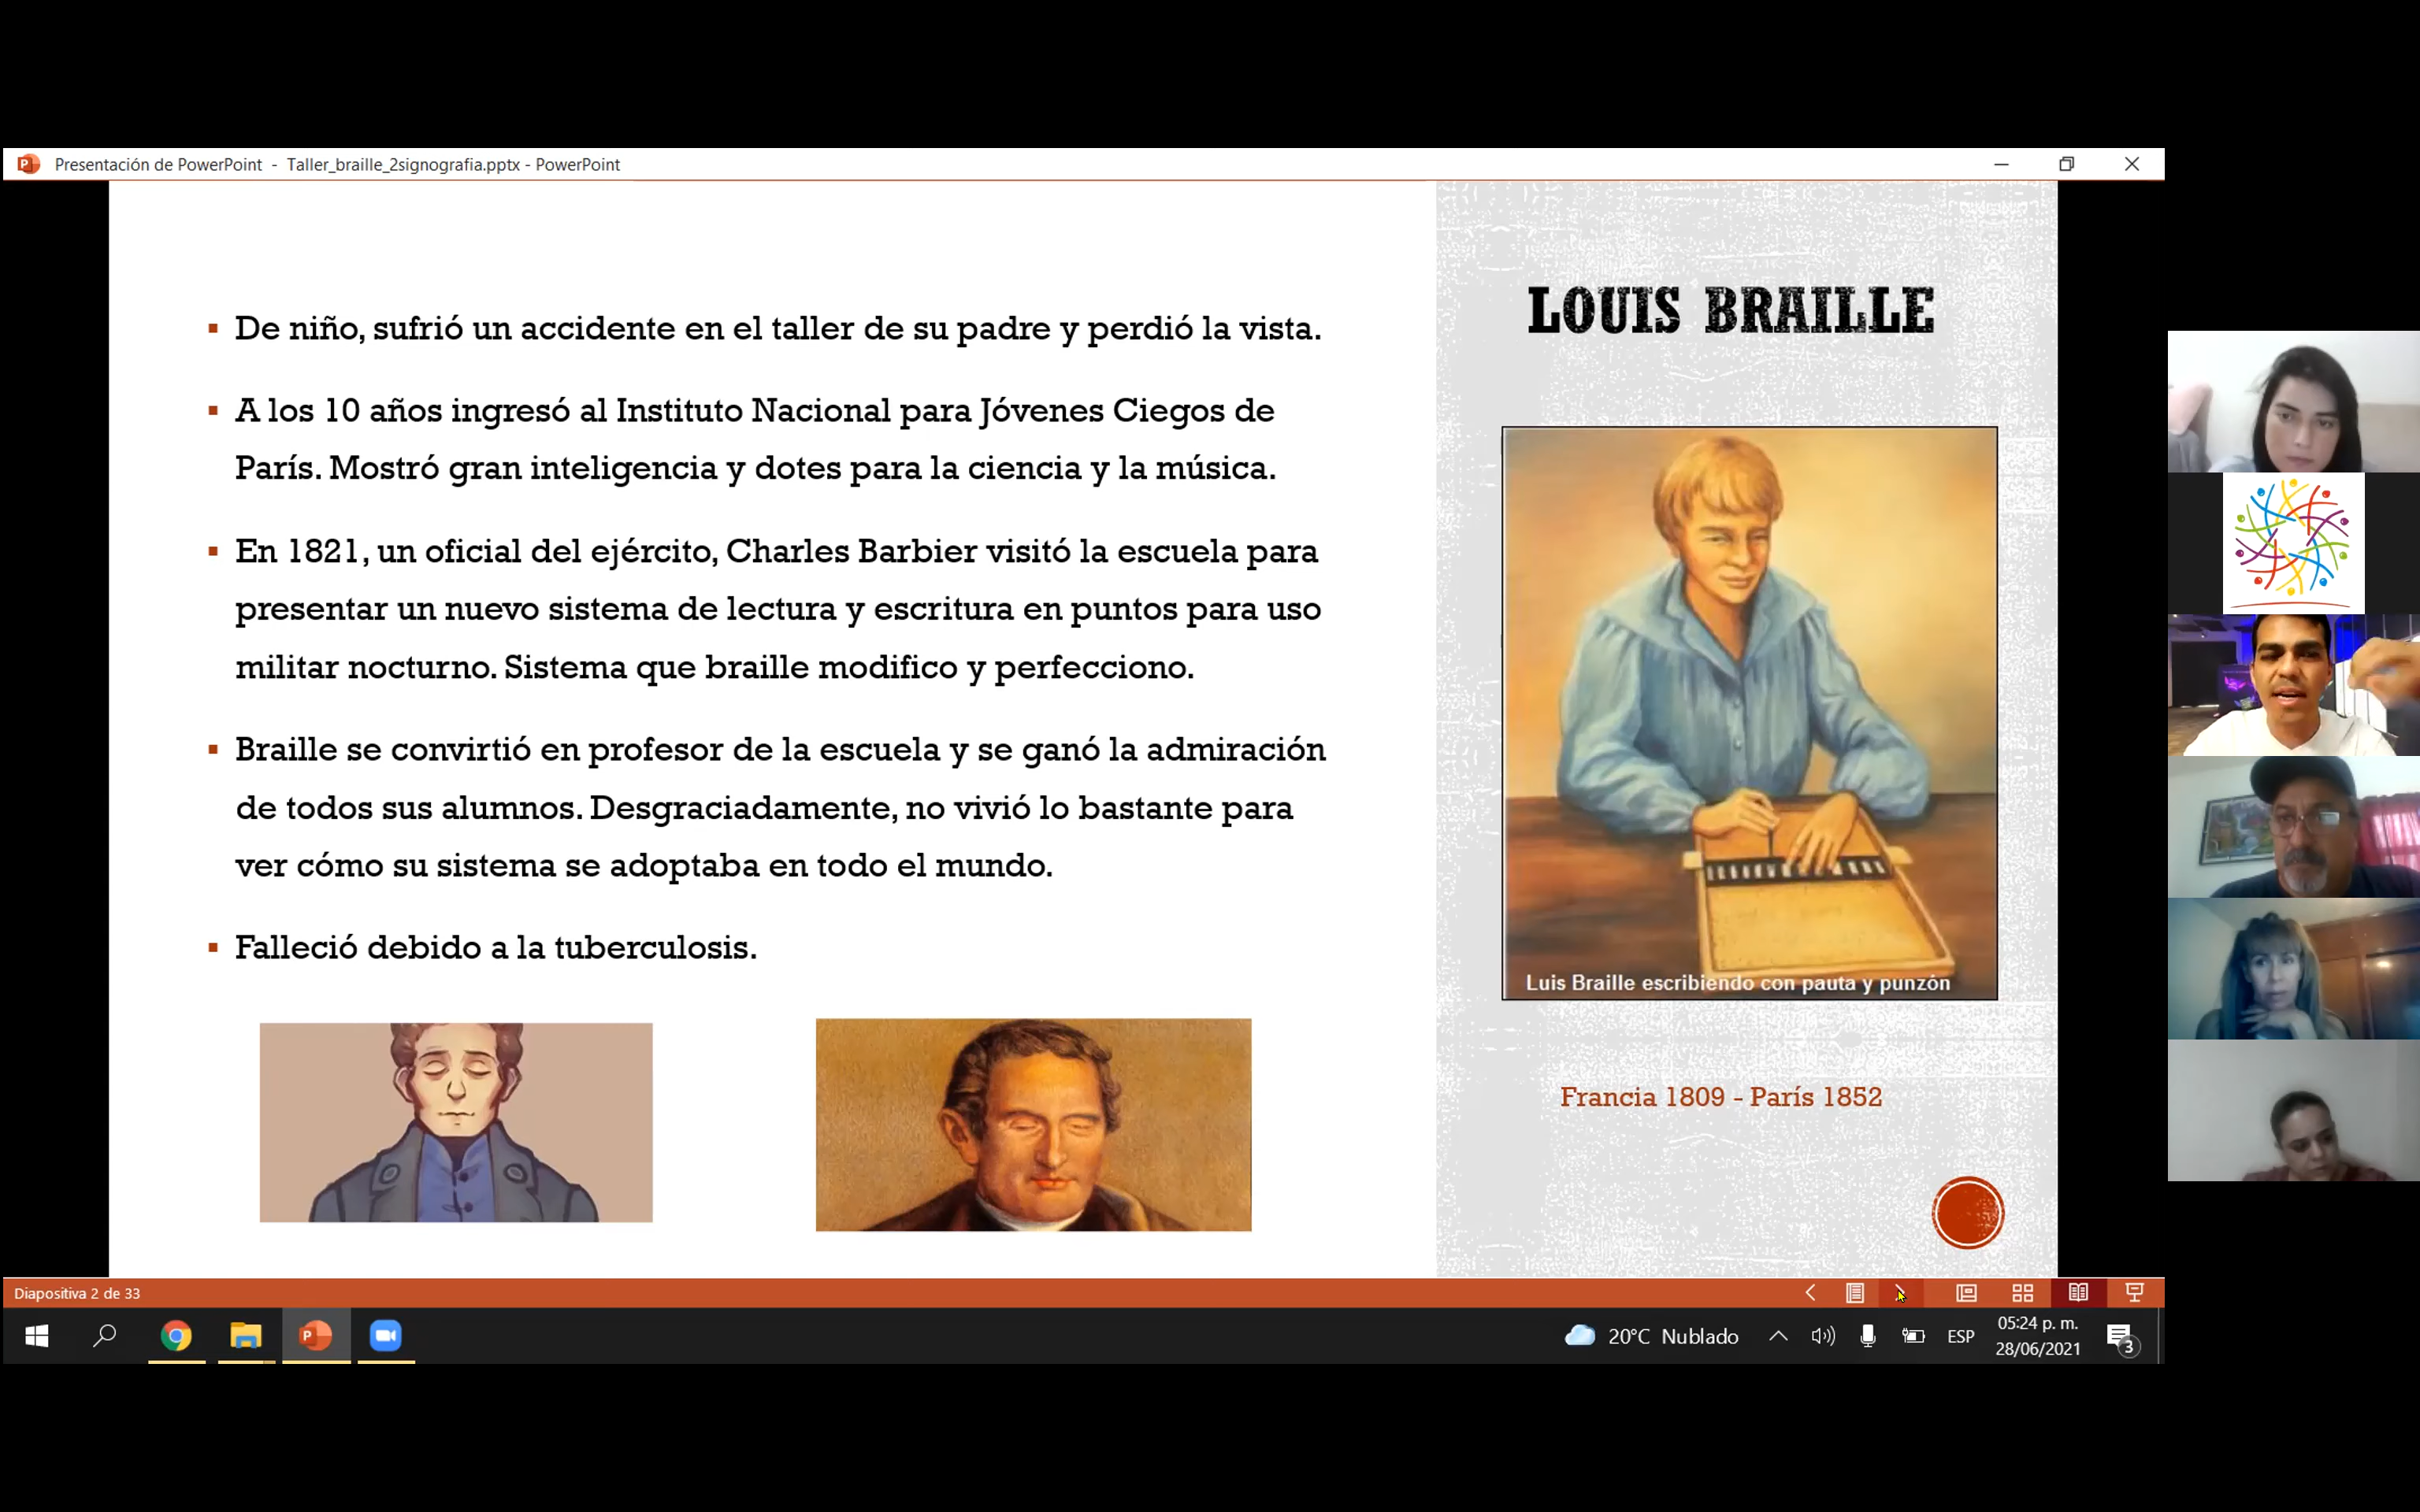 Presentación de PowerPoint - Taller_braille_2signografia.pptx - PowerPoint
De niño, sufrió un accidente en el taller de su padre y perdió la vista.
A los 10 años ingresó al Instituto Nacional para Jóvenes Ciegos de
París. Mostró gran inteligencia y dotes para la ciencia y la música.
En 1821, un oficial del ejército, Charles Barbier visitó la escuela para
presentar un nuevo sistema de lectura y escritura en puntos para uso
militar nocturno. Sistema que braille modifico y perfecciono.
Braille se convirtió en profesor de la escuela y se ganó la admiración
de todos sus alumnos. Desgraciadamente, no vivió lo bastante para
ver cómo su sistema se adoptaba en todo el mundo.
Falleció debido a la tuberculosis.
LOUIS BRAILLE
Luis Braille escribiendo con pauta y punzón
Francia 1809 - París 1852
Diapositiva 2 de 33
20°C Nublado
ESP
05:24 p. m.
28/06/2021
3